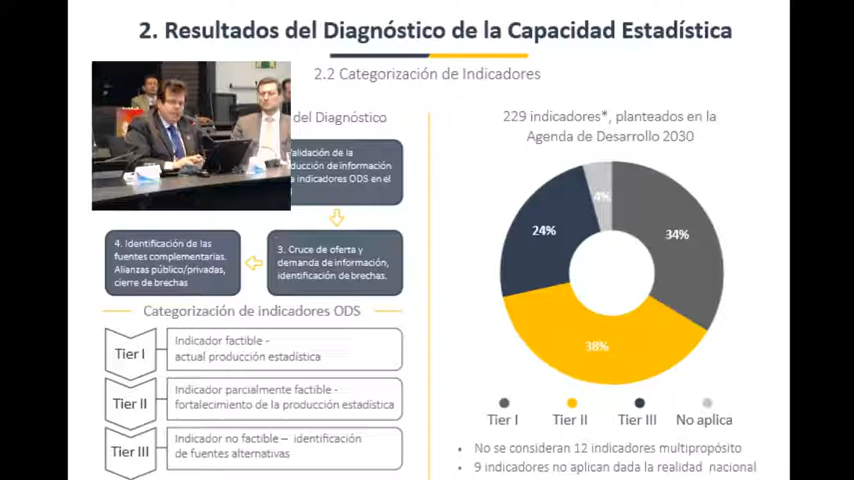 2. Resultados del Diagnóstico de la Capacidad Estadística
2.2 Categorización de Indicadores
del Diagnóstico
de la
de información
indicadores ODS en el
4. Identificación de las
fuentes complementarias.
Alianzas público/privadas,
cierre de brechas
3. Cruce de oferta y
demanda de información,
identificación de brechas.
Categorización de indicadores ODS
Tier I
Indicador factible -
actual producción estadística
Tier II
Indicador parcialmente factible -
fortalecimiento de la producción estadística
Tier III
Indicador no factible – identificación
de fuentes alternativas
229 indicadores*, planteados en la
Agenda de Desarrollo 2030
4%
24%
34%
38%
Tier I
Tier II
Tier III
No aplica
• No se consideran 12 indicadores multipropósito
• 9 indicadores no aplican dada la realidad nacional